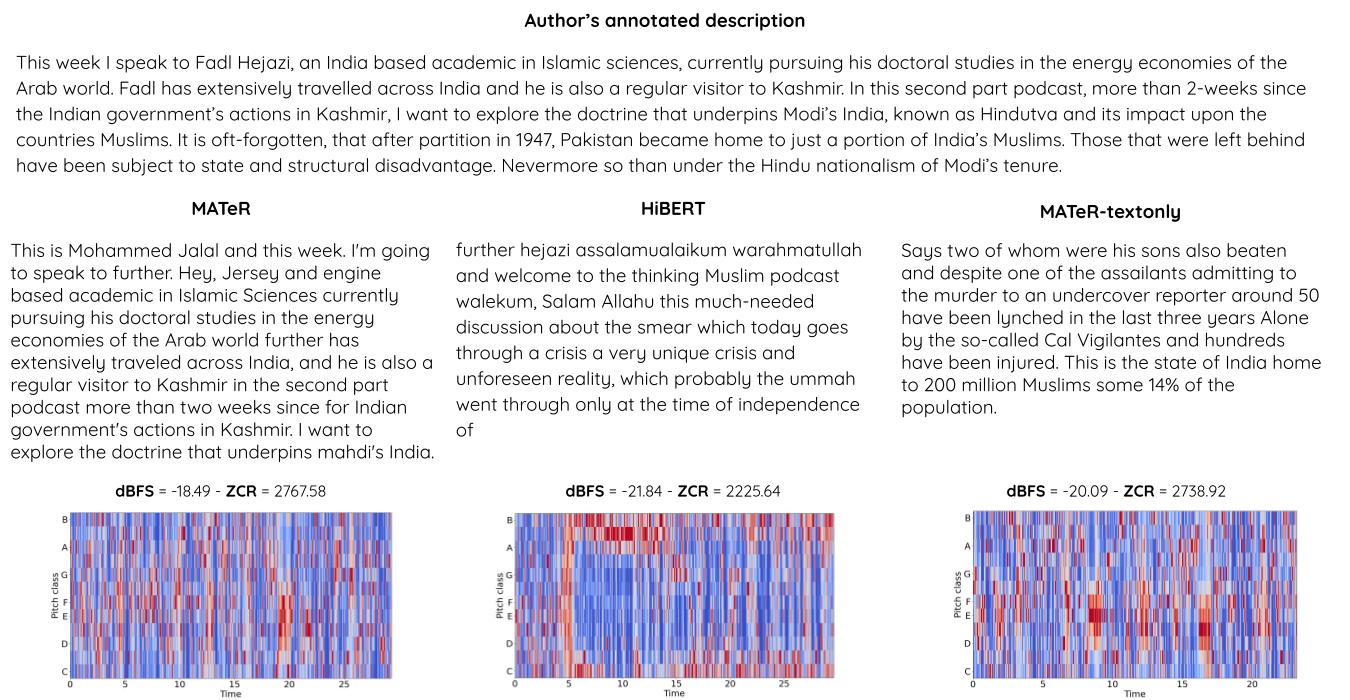 Author's annotated description
This week I speak to Fadl Hejazi, an India based academic in Islamic sciences, currently pursuing his doctoral studies in the energy economies of the
Arab world. Fadl has extensively travelled across India and he is also a regular visitor to Kashmir. In this second part podcast, more than 2-weeks since
the Indian government's actions in Kashmir, I want to explore the doctrine that underpins Modi's India, known as Hindutva and its impact upon the
countries Muslims. It is oft-forgotten, that after partition in 1947, Pakistan became home to just a portion of India's Muslims. Those that were left behind
have been subject to state and structural disadvantage. Nevermore so than under the Hindu nationalism of Modi's tenure.
MATeR
This is Mohammed Jalal and this week. I'm going
to speak to further. Hey, Jersey and engine
based academic in Islamic Sciences currently
pursuing his doctoral studies in the energy
economies of the Arab world further has
extensively traveled across India, and he is also a
regular visitor to Kashmir in the second part
podcast more than two weeks since for Indian
government's actions in Kashmir. I want to
explore the doctrine that underpins mahdi's India.
HiBERT
further hejazi assalamualaikum warahmatullah
and welcome to the thinking Muslim podcast
walekum, Salam Allahu this much-needed
discussion about the smear which today goes
through a crisis a very unique crisis and
unforeseen reality, which probably the ummah
went through only at the time of independence
of
MATeR-textonly
Says two of whom were his sons also beaten
and despite one of the assailants admitting to
the murder to an undercover reporter around 50
have been lynched in the last three years Alone
by the so-called Cal Vigilantes and hundreds
have been injured. This is the state of India home
to 200 million Muslims some 14% of the
population.
dBFS = -18.49 - ZCR = 2767.58
B
A
G
F
E
D
C
Pitch class
0 5 10 15 20 25
Time
dBFS = -21.84 - ZCR = 2225.64
B
A
G
F
E
D
C
Pitch class
0 5 10 15 20 25
Time
dBFS = -20.09 - ZCR = 2738.92
B
A
G
F
E
D
C
Pitch class
0 5 10 15 20
Time